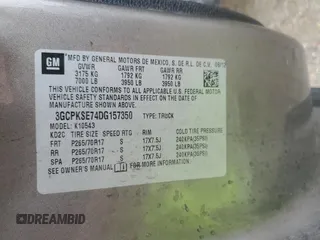 GM
*MFD BY GENERAL MOTORS DE MEXICO, S. DE R.L. DE C.V.
GVWR GAWR FRT GAWR RR
3175 KG 1792 KG 1792 KG
7000 LB 3950 LB 3950 LB
THIS VEHICLE CONFORMS TO ALL APPLICABLE U.S. FEDERAL MOTOR
VEHICLE SAFETY STANDARDS IN EFFECT ON THE DATE OF
MANUFACTURE SHOWN ABOVE.
3GCPKSE74DG157350 TYPE: TRUCK
MODEL: K10543
KD2C TIRE SIZE SPEED RTG RIM COLD TIRE PRESSURE
FRT P265/70R17 S 17X7.5J 240KPA(35PSI)
RR P265/70R17 S 17X7.5J 240KPA(35PSI)
SPA P265/70R17 S 17X7.5J 240KPA(35PSI)
SEE OWNER'S MANUAL FOR MORE INFORMATION.
DREAMBID